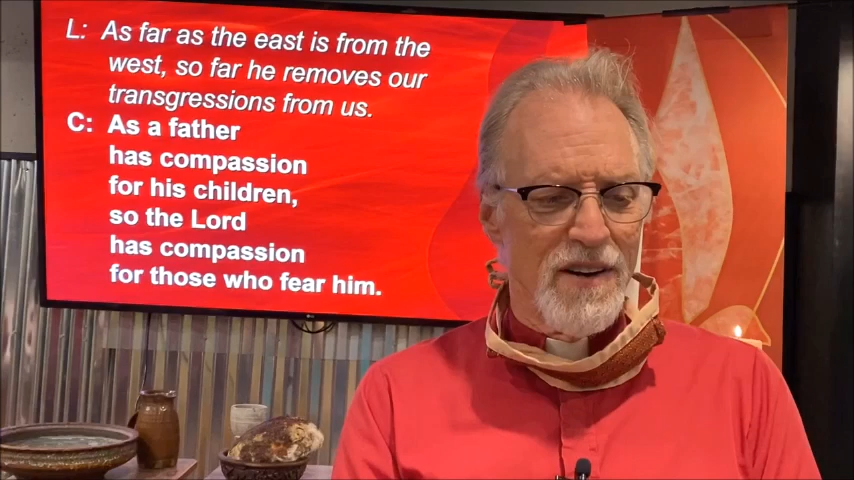 L: As far as the east is from the
west, so far he removes our
transgressions from us.
C: As a father
has compassion
for his children,
so the Lord
has compassion
for those who fear him.